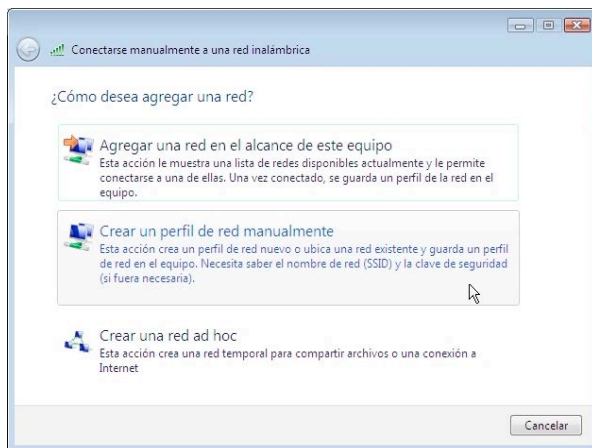 Conectarse manualmente a una red inalámbrica
¿Cómo desea agregar una red?
Agregar una red en el alcance de este equipo
Esta acción le muestra una lista de redes disponibles actualmente y le permite
conectarse a una de ellas. Una vez conectado, se guarda un perfil de la red en el
equipo.
Crear un perfil de red manualmente
Esta acción crea un perfil de red nuevo o ubica una red existente y guarda un perfil
de red en el equipo. Necesita saber el nombre de red (SSID) y la clave de seguridad
(si fuera necesaria).
Crear una red ad hoc
Esta acción crea una red temporal para compartir archivos o una conexión a
Internet
Cancelar